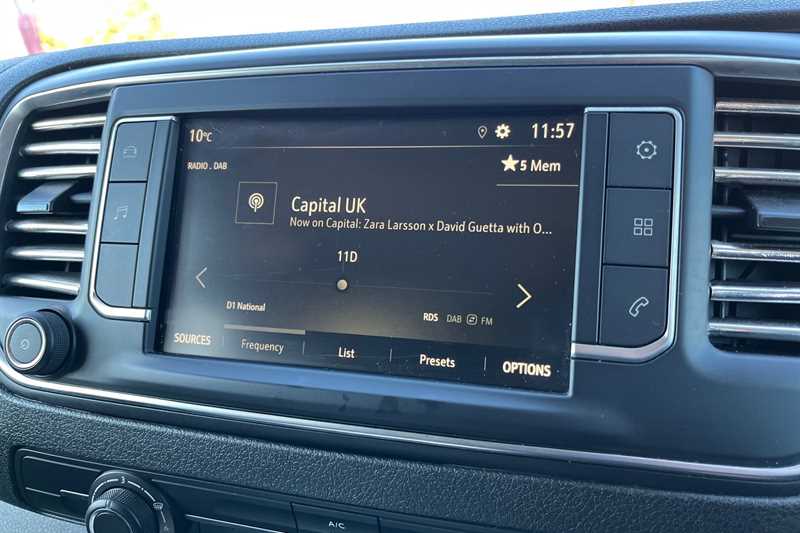 10°C
11:57
RADIO . DAB
★5 Mem
Capital UK
Now on Capital: Zara Larsson x David Guetta with O...
11D
D1 National
RDS DAB FM
SOURCES Frequency List Presets OPTIONS
3
A/C